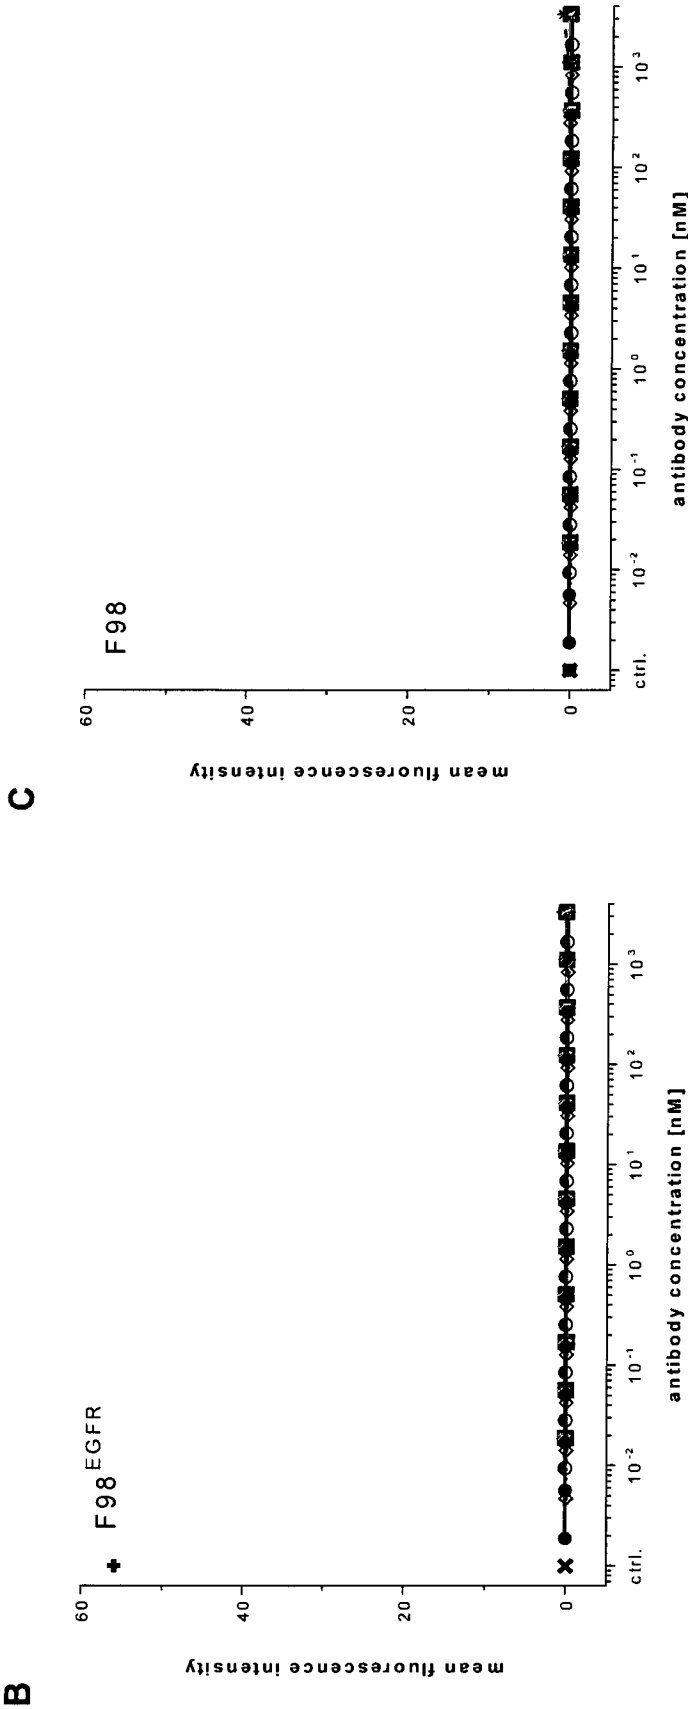 B
F98 EGFR
60
40
20
0
mean fluorescence intensity
ctrl.
10-2
10-1
100
101
102
103
antibody concentration [nM]
C
F98
60
40
20
0
mean fluorescence intensity
ctrl.
10-2
10-1
100
101
102
103
antibody concentration [nM]